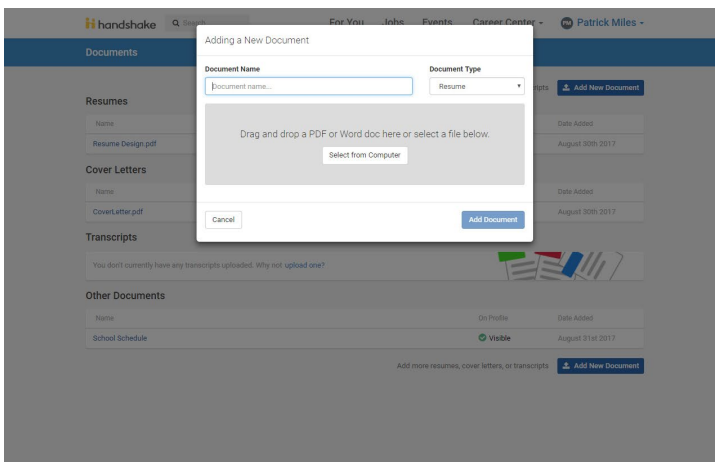 handshake
For You Jobs Events Career Center
PM Patrick Miles
Adding a New Document
Documents
Document Name
Document Type
Document name...
Resume
Add New Document
Resumes
Drag and drop a PDF or Word doc here or select a file below.
Select from Computer
Name
Date Added
Resume Design.pdf
August 30th 2017
Cover Letters
Name
Date Added
CoverLetter.pdf
August 30th 2017
Cancel
Add Document
Transcripts
You don't currently have any transcripts uploaded. Why not upload one?
Other Documents
Name
On Profile
Date Added
School Schedule
Visible
August 31st 2017
Add more resumes, cover letters, or transcripts
Add New Document